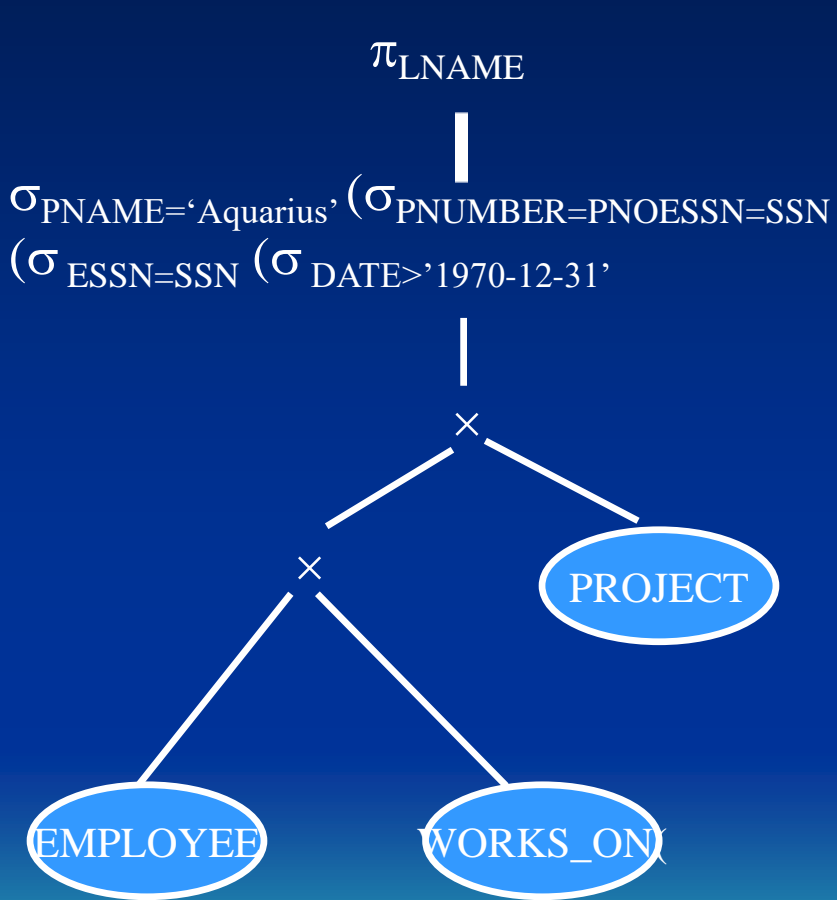 πLNAME
σPNAME=‘Aquarius’ (σPNUMBER=PNOESSN=SSN
(σ ESSN=SSN (σ DATE>’1970-12-31’
×
×
PROJECT
EMPLOYEE
WORKS_ON(